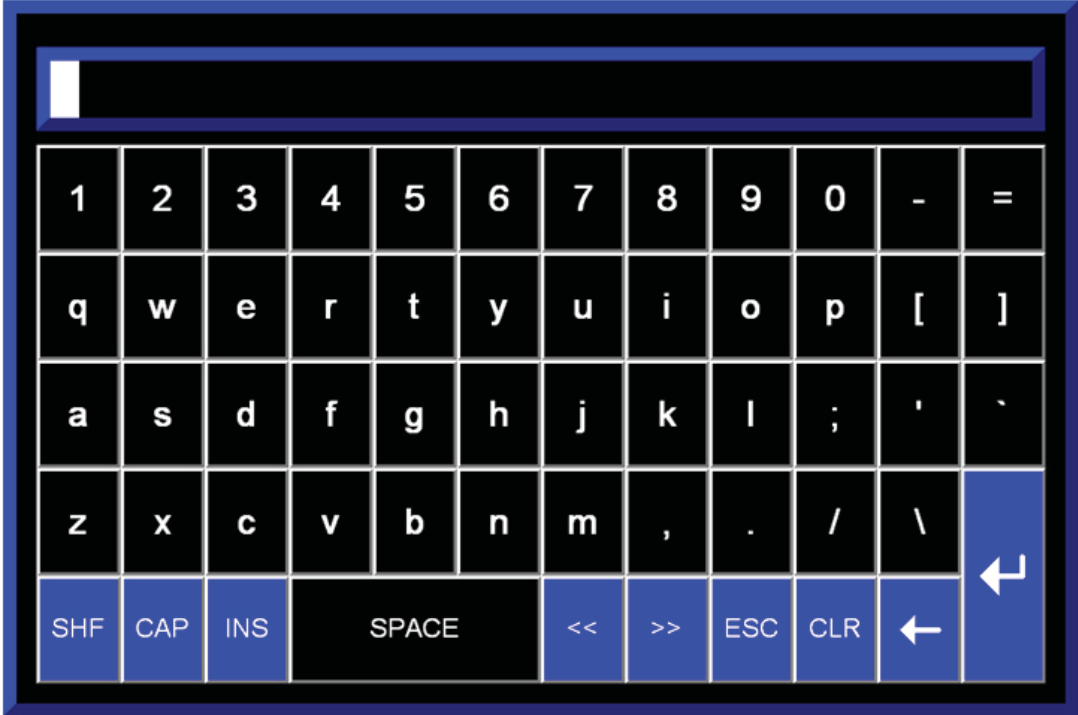 1 2 3 4 5 6 7 8 9 0 - =
q w e r t y u i o p [ ]
a s d f g h j k l ; ' `
z x c v b n m , . / \
SHF CAP INS SPACE << >> ESC CLR ← ↵